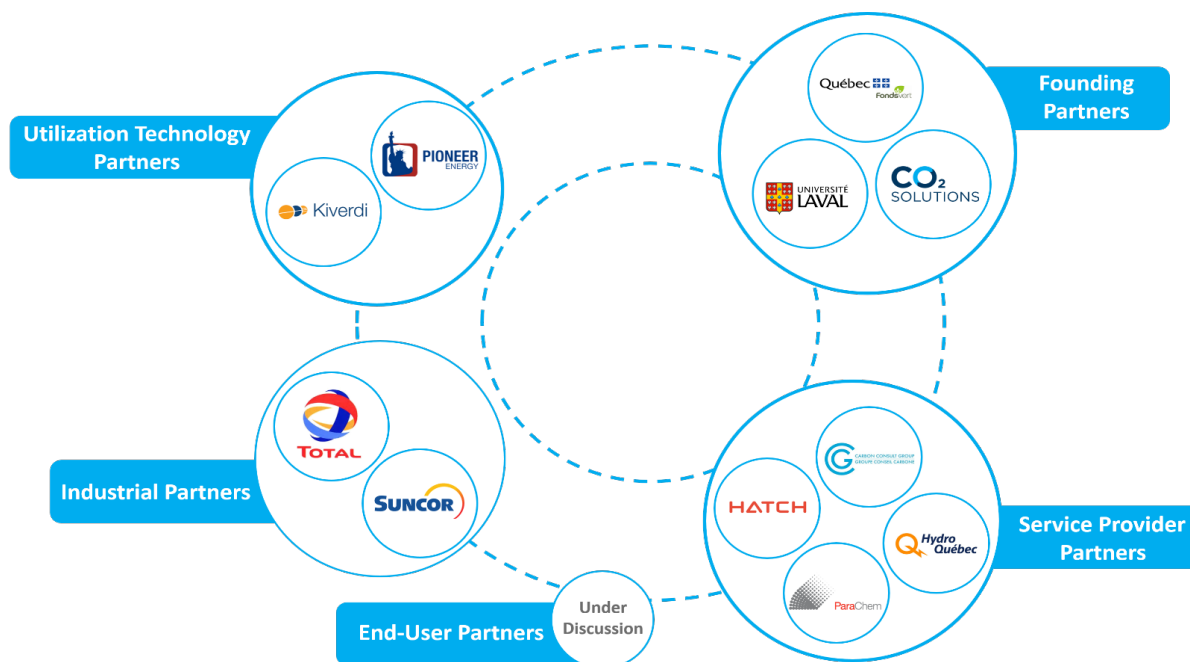 Utilization Technology
Partners
PIONEER
ENERGY
Kiverdi
Founding
Partners
Québec
Fondsvert
UNIVERSITÉ
LAVAL
CO2
SOLUTIONS
Industrial Partners
TOTAL
SUNCOR
Service Provider
Partners
CARBON CONSULT GROUP
GROUPE CONSEIL CARBONE
HATCH
Hydro
Québec
ParaChem
End-User Partners
Under
Discussion